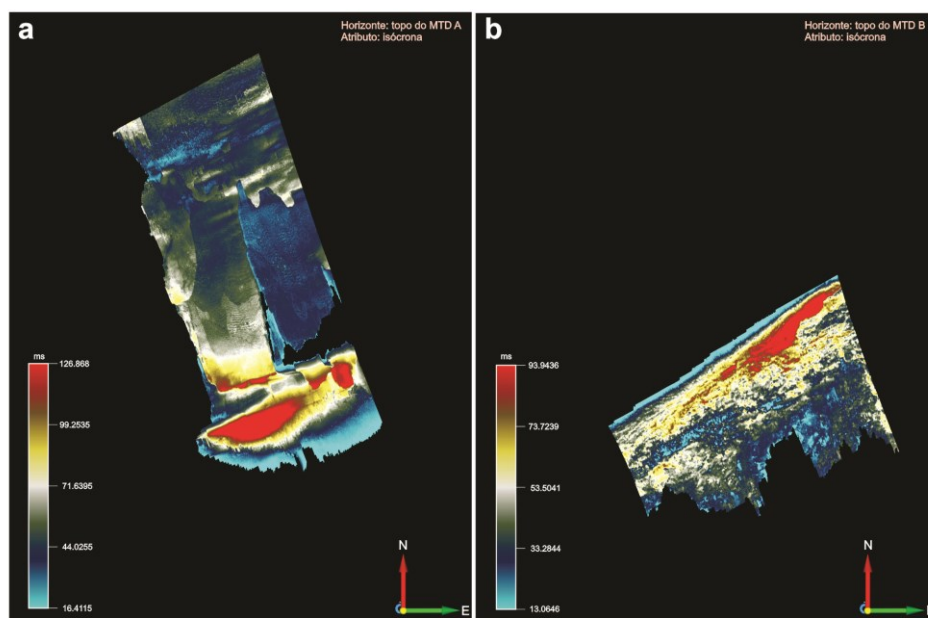 a
Horizonte: topo do MTD A
Atributo: isócrona
ms
126.868
99.2535
71.6395
44.0255
16.4115
N
E
b
Horizonte: topo do MTD B
Atributo: isócrona
ms
93.9436
73.7239
53.5041
33.2844
13.0646
N